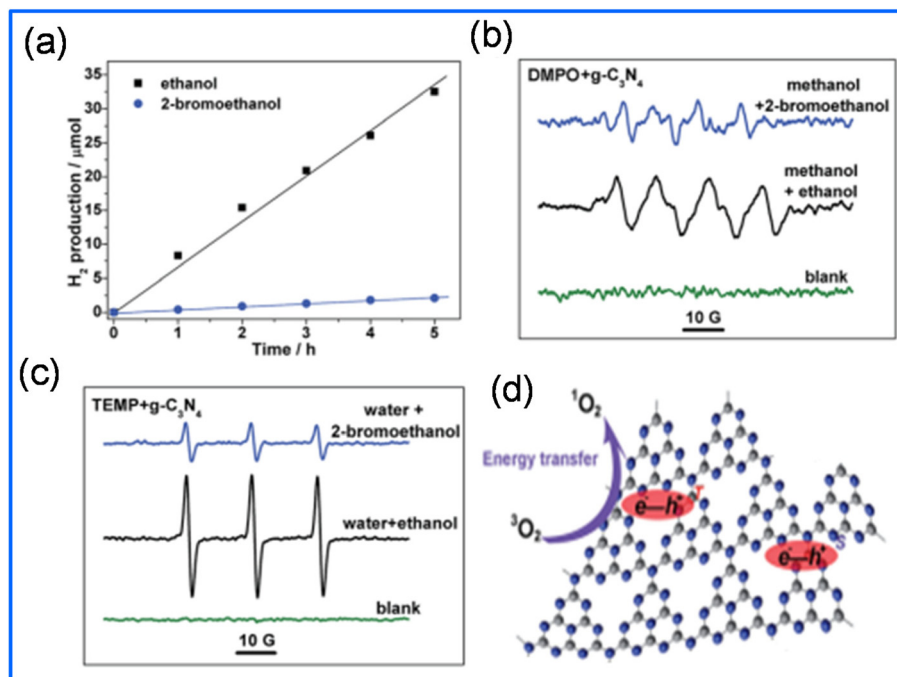 (a)
ethanol
2-bromoethanol
H₂ production / μmol
35
30
25
20
15
10
5
0
0 1 2 3 4 5
Time / h
(b)
DMPO+g-C₃N₄
methanol
+2-bromoethanol
methanol
+ ethanol
blank
10 G
(c)
TEMP+g-C₃N₄
water +
2-bromoethanol
water+ethanol
blank
10 G
(d)
¹O₂
Energy transfer
³O₂
T
e⁻—h⁺
S
e⁻—h⁺